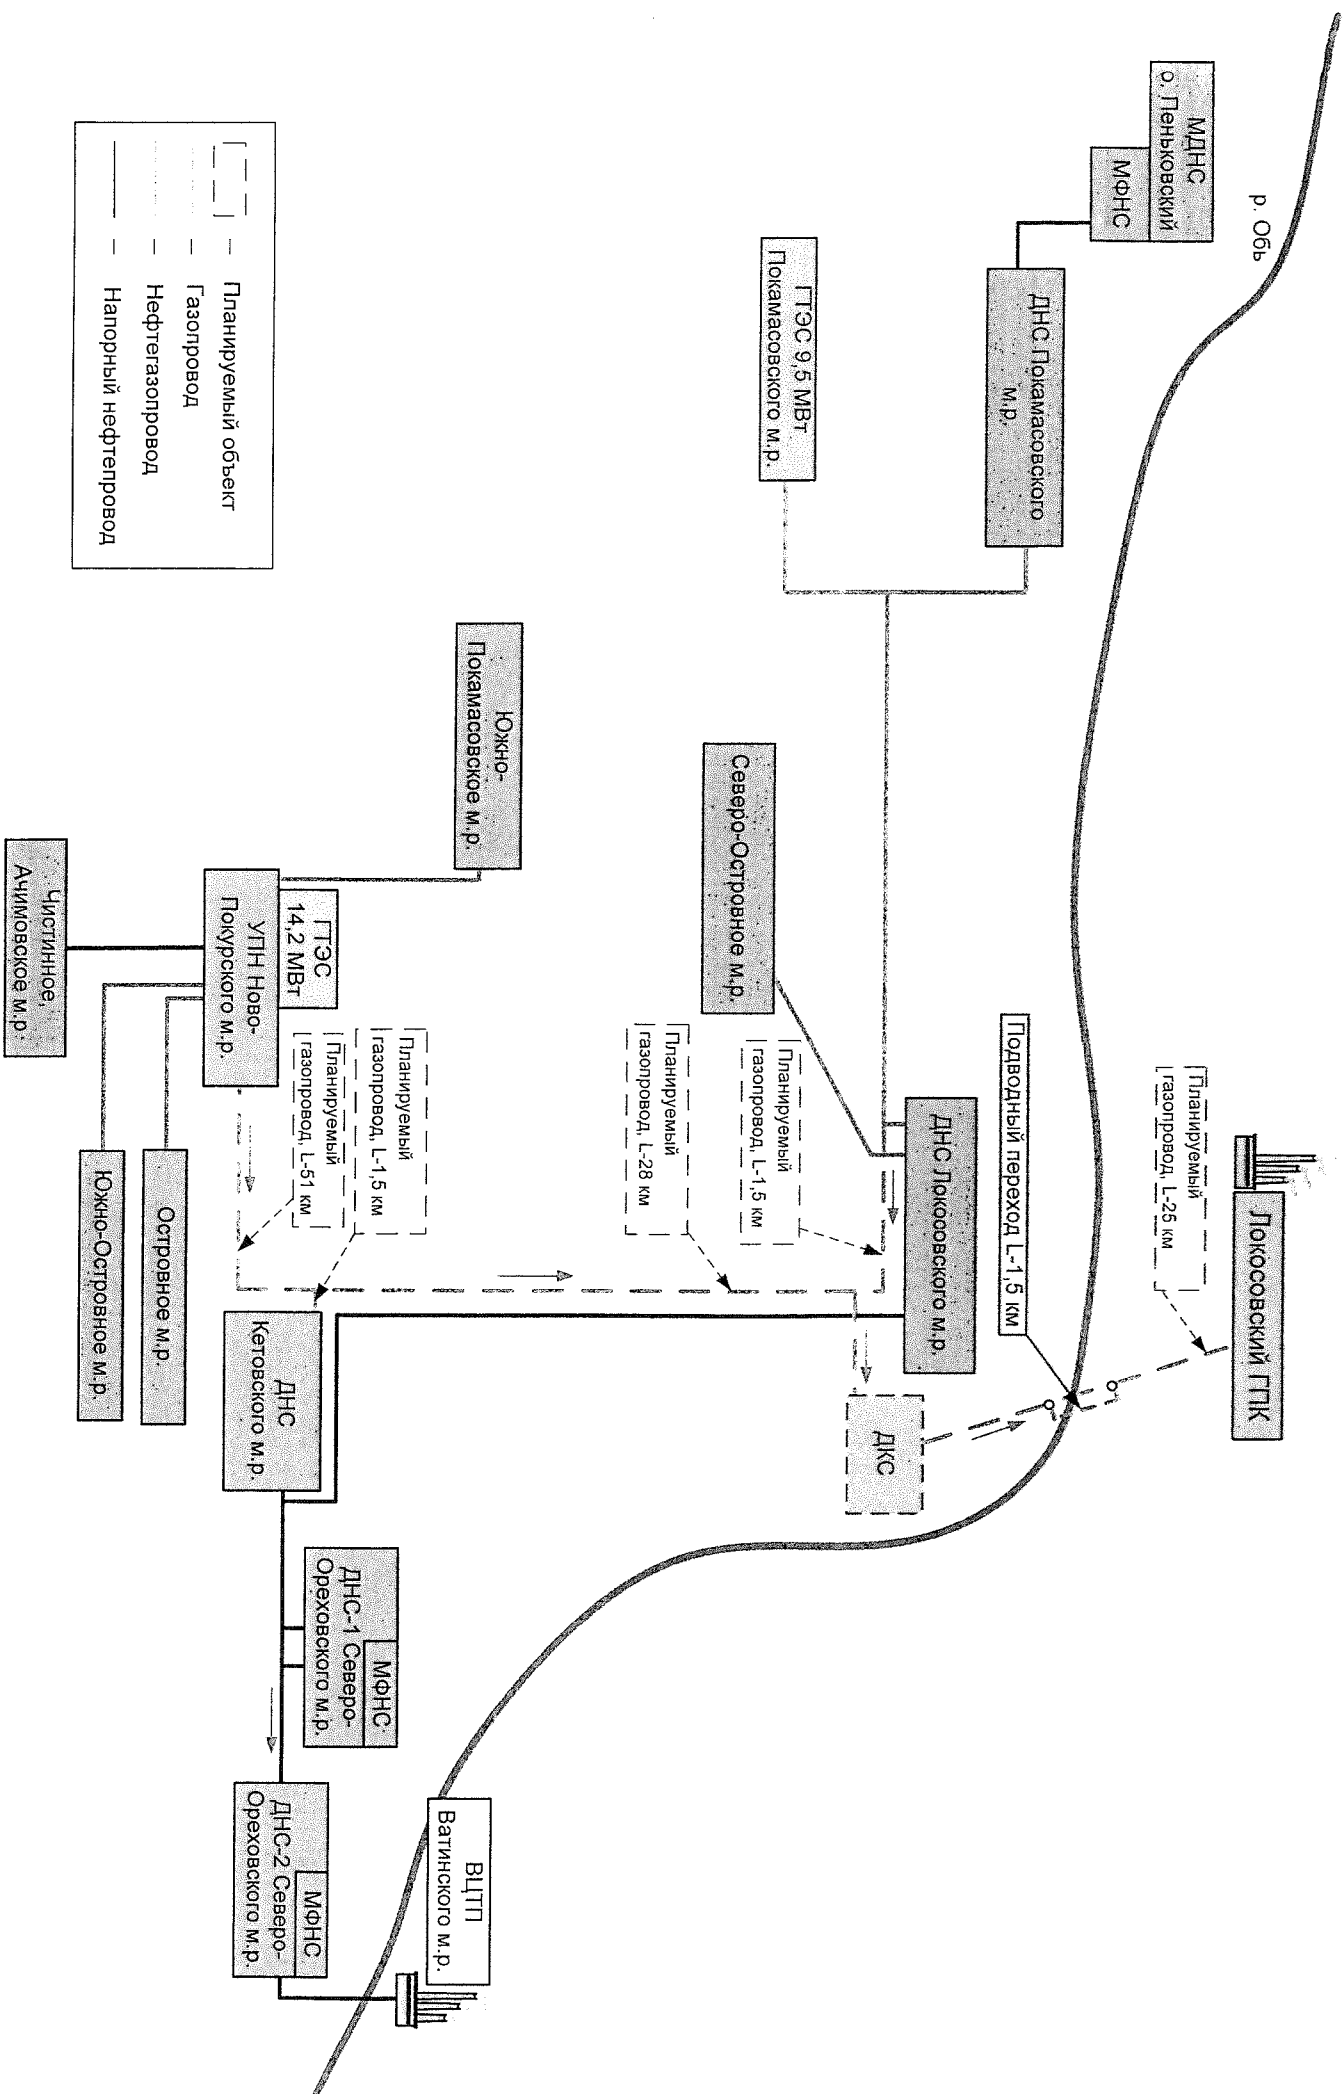 р. Обь
МДНС
о. Пеньковский
МФНС
ДНС Покамасовского
м.р.
ГТЭС 9,5 МВт
Покамасовского м.р.
Локосовский ГПК
Планируемый
газопровод, L-25 км
Подводный переход L-1,5 км
ДНС Локосовского м.р.
ДКС
Северо-Островное м.р.
Планируемый
газопровод, L-1,5 км
Планируемый
газопровод, L-28 км
Южно-
Покамасовское м.р.
Планируемый
газопровод, L-1,5 км
Планируемый
газопровод, L-51 км
ГТЭС
14,2 МВт
УПН Ново-
Покурского м.р.
Чистинное,
Ачимовское м.р.
Островное м.р.
Южно-Островное м.р.
ДНС
Кетовского м.р.
МФНС
ДНС-1 Северо-
Ореховского м.р.
МФНС
ДНС-2 Северо-
Ореховского м.р.
ВЦТП
Ватинского м.р.
– Планируемый объект
– Газопровод
– Нефтегазопровод
– Напорный нефтепровод